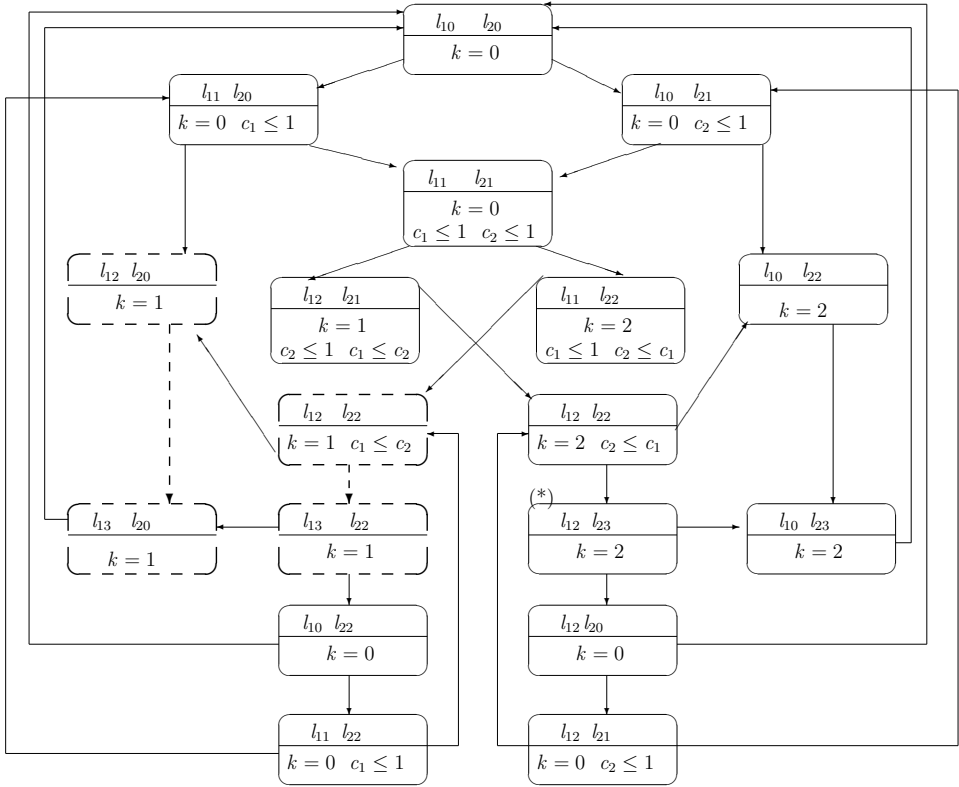 l₁₀ l₂₀
k = 0
l₁₁ l₂₀
k = 0 c₁ ≤ 1
l₁₀ l₂₁
k = 0 c₂ ≤ 1
l₁₁ l₂₁
k = 0
c₁ ≤ 1 c₂ ≤ 1
l₁₂ l₂₀
k = 1
l₁₂ l₂₁
k = 1
c₂ ≤ 1 c₁ ≤ c₂
l₁₁ l₂₂
k = 2
c₁ ≤ 1 c₂ ≤ c₁
l₁₀ l₂₂
k = 2
l₁₂ l₂₂
k = 1 c₁ ≤ c₂
l₁₂ l₂₂
k = 2 c₂ ≤ c₁
l₁₃ l₂₀
k = 1
l₁₃ l₂₂
k = 1
(*)
l₁₂ l₂₃
k = 2
l₁₀ l₂₃
k = 2
l₁₀ l₂₂
k = 0
l₁₂ l₂₀
k = 0
l₁₁ l₂₂
k = 0 c₁ ≤ 1
l₁₂ l₂₁
k = 0 c₂ ≤ 1